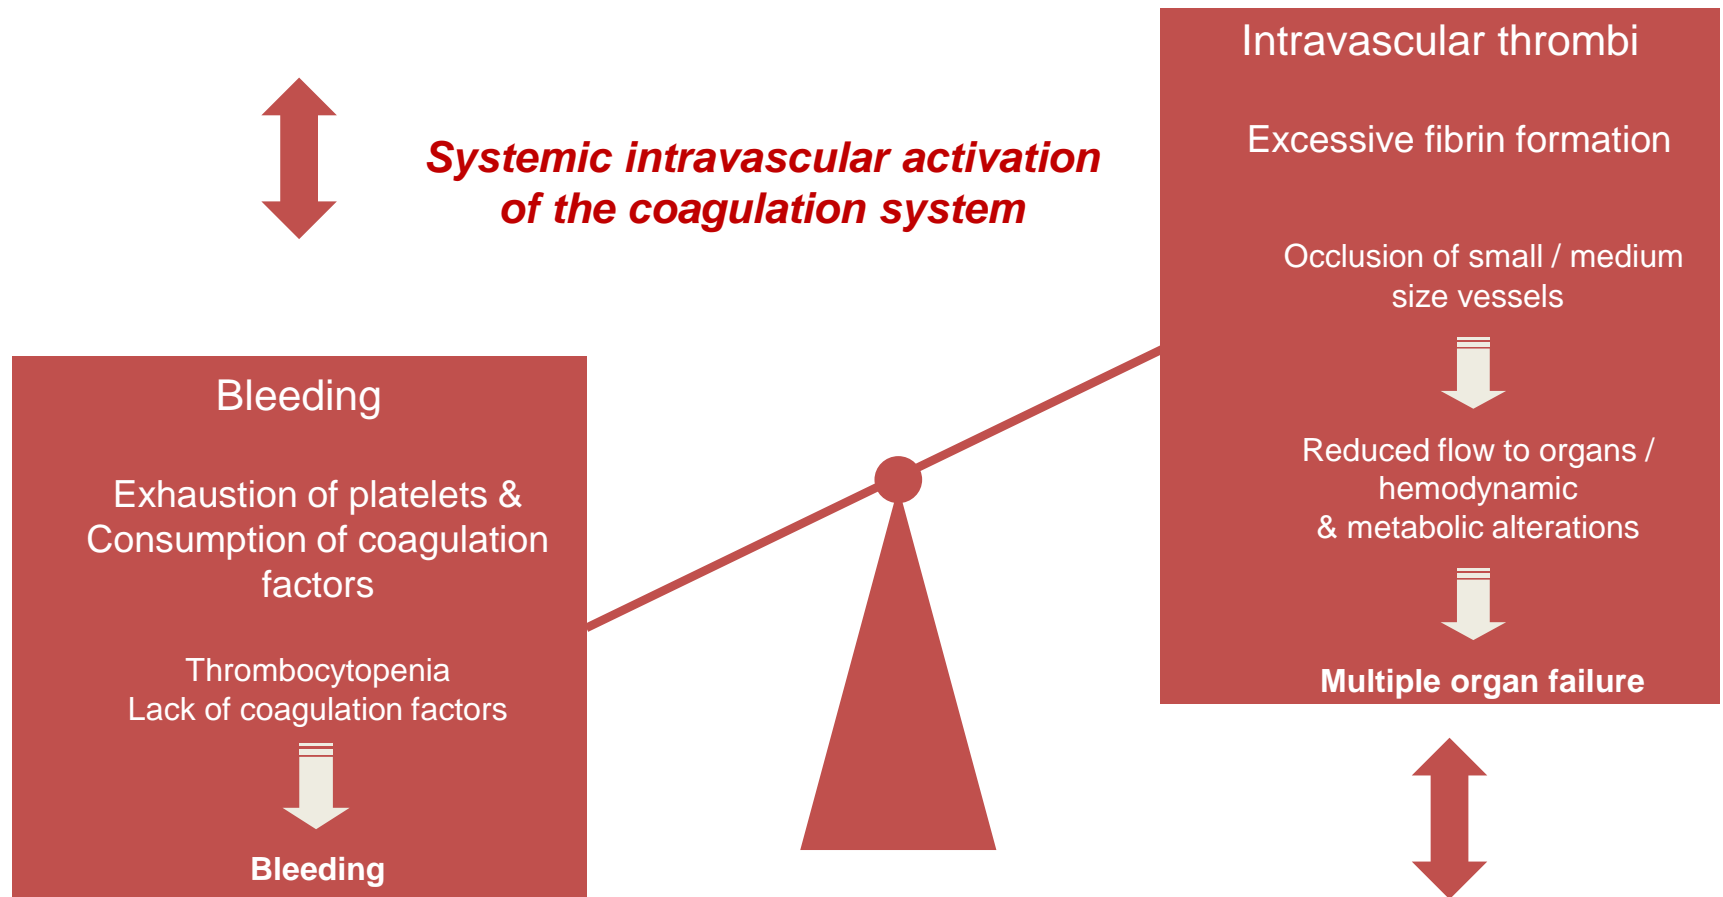 Systemic intravascular activation
of the coagulation system
Bleeding
Exhaustion of platelets &
Consumption of coagulation
factors
Thrombocytopenia
Lack of coagulation factors
Bleeding
Intravascular thrombi
Excessive fibrin formation
Occlusion of small / medium
size vessels
Reduced flow to organs /
hemodynamic
& metabolic alterations
Multiple organ failure